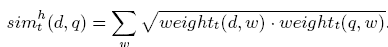 $sim_t^h(d,q) = \sum_w \sqrt{weight_t(d,w) \cdot weight_t(q,w)}.$